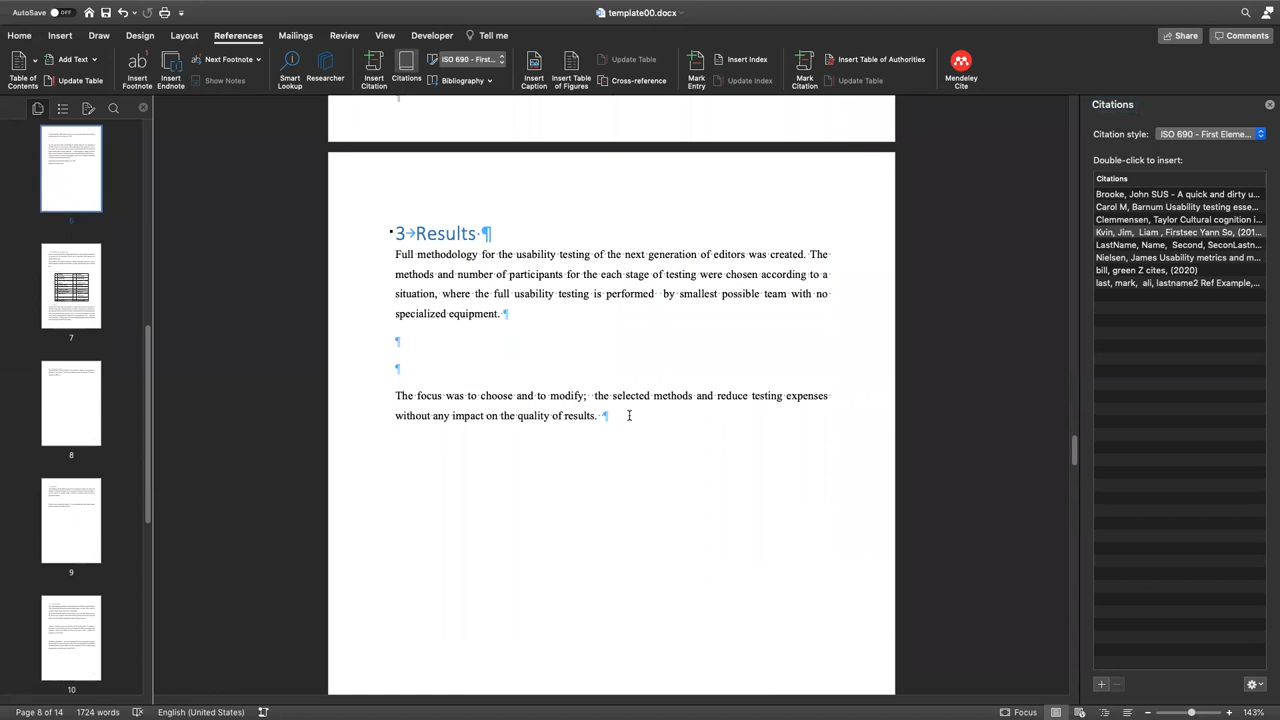 AutoSave OFF template00.docx
Home Insert Draw Design Layout References Mailings Review View Developer Tell me Share Comments
Table of Contents Add Text Update Table Insert Footnote Insert Endnote Next Footnote Show Notes Smart Lookup Researcher Insert Citation Citations ISO 690 - First... Bibliography Insert Caption Insert Table of Figures Update Table Cross-reference Mark Entry Insert Index Update Index Mark Citation Insert Table of Authorities Update Table Mendeley Cite
Citations
Citation style: ISO 690 - First Eleme...
Double-click to insert:
Citations
Brooke, John SUS - A quick and dirty u...
Carol M, Barnum Usability testing esse...
Clemmensen, Taylor Cultural cognition i...
Kvin, Jim, Liam , Firstsec Yann So, (201...
LastName, Name, Second, SecLastn...
Nielsen, James Usability metrics and m...
bill, green Z cites, (2020)
last, mark, ali, lastname2 Ref Example,...
6
7
8
9
10
3→Results ¶
Full methodology for the usability testing of the next generation of editors was created. The
methods and number of participants for the each stage of testing were chosen according to a
situation, where the full usability testing is performed by smallest possible team with no
specialized equipment. ¶
¶
¶
The focus was to choose and to modify; the selected methods and reduce testing expenses
without any impact on the quality of results. ¶
Page 8 of 14 1724 words English (United States) Focus 143%